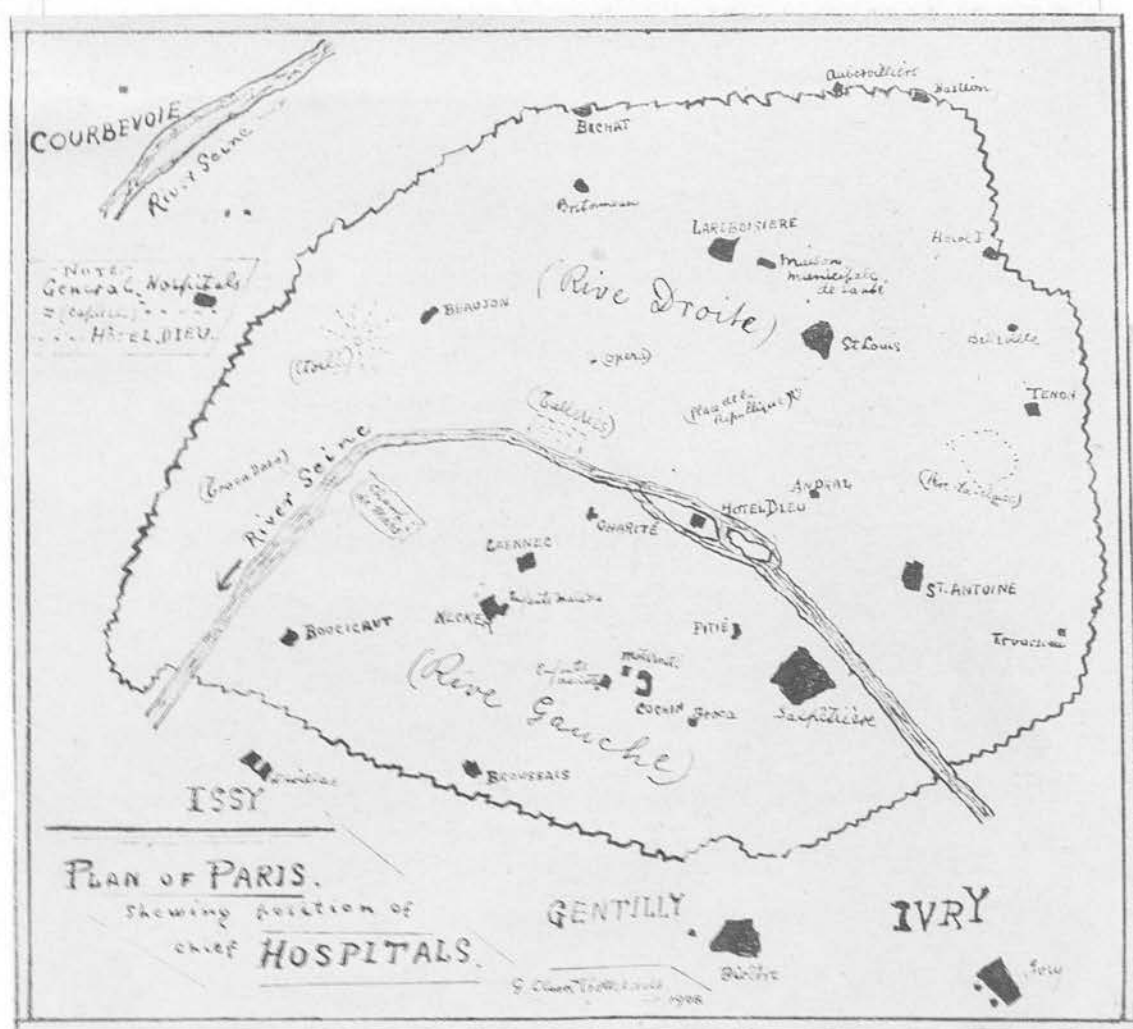 COURBEVOIE
River Seine
NOTE:
General Hospitals
HÔTEL DIEU.
Aubervillière
Bastion
BICHAT
Bretonneau
LARIBOISIERE
Maison
municipale
de Santé
Herold
(Rive Droite)
BEAUJON
St Louis
Belleville
(Etoile)
(Opera)
TENON
(Place de la
République)
(Tuileries)
(Trocadero)
River Seine
Champ
de Mars
ANDRAL
CHARITÉ
HOTEL DIEU
LAENNEC
ST. ANTOINE
NECKER
Enfants malades
BOUCICAUT
PITIÉ
Trousseau
(Rive Gauche)
Enfants
Maternité
COCHIN
Broca
Salpêtrière
BROUSSAIS
ISSY
PLAN OF PARIS.
Shewing position of
chief HOSPITALS.
GENTILLY
IVRY
Bicêtre
Ivry
1908